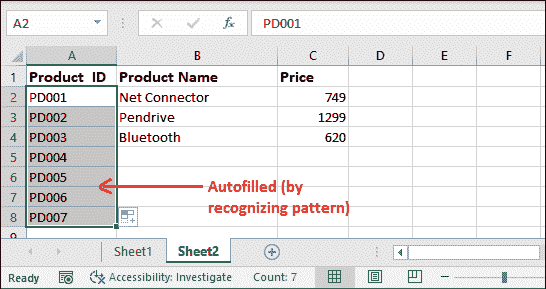 A2
fx
PD001
A B C D E F
1 Product_ID Product Name Price
2 PD001 Net Connector 749
3 PD002 Pendrive 1299
4 PD003 Bluetooth 620
5 PD004
6 PD005
7 PD006
8 PD007
9
Autofilled (by
recognizing pattern)
Sheet1 Sheet2
Ready Accessibility: Investigate Count: 7